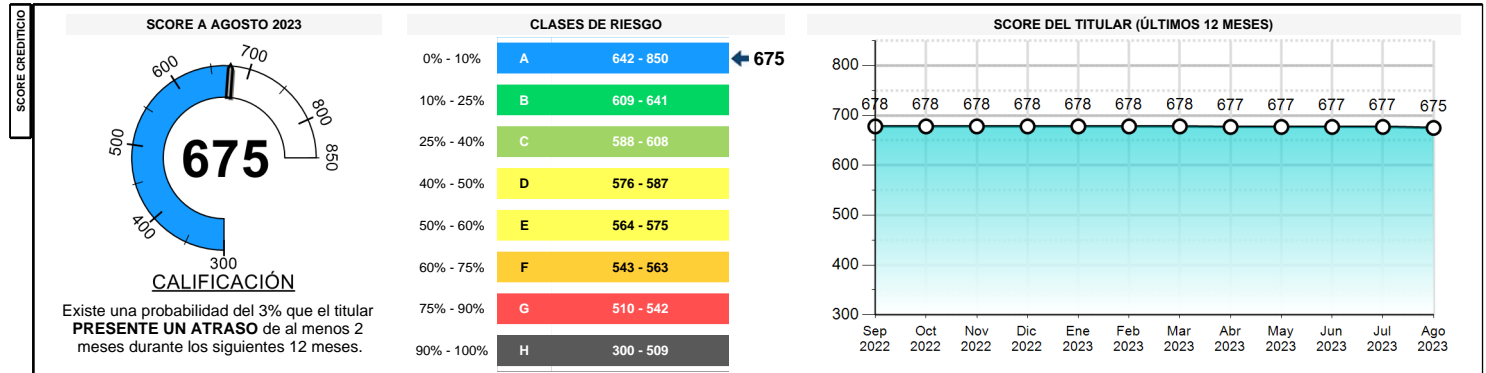 SCORE CREDITICIO
SCORE A AGOSTO 2023
300
400
500
600
700
800
850
675
CALIFICACIÓN
Existe una probabilidad del 3% que el titular
PRESENTE UN ATRASO de al menos 2
meses durante los siguientes 12 meses.
CLASES DE RIESGO
0% - 10% A 642 - 850 675
10% - 25% B 609 - 641
25% - 40% C 588 - 608
40% - 50% D 576 - 587
50% - 60% E 564 - 575
60% - 75% F 543 - 563
75% - 90% G 510 - 542
90% - 100% H 300 - 509
SCORE DEL TITULAR (ÚLTIMOS 12 MESES)
800
700
600
500
400
300
678 678 678 678 678 678 678 677 677 677 677 675
Sep Oct Nov Dic Ene Feb Mar Abr May Jun Jul Ago
2022 2022 2022 2022 2023 2023 2023 2023 2023 2023 2023 2023